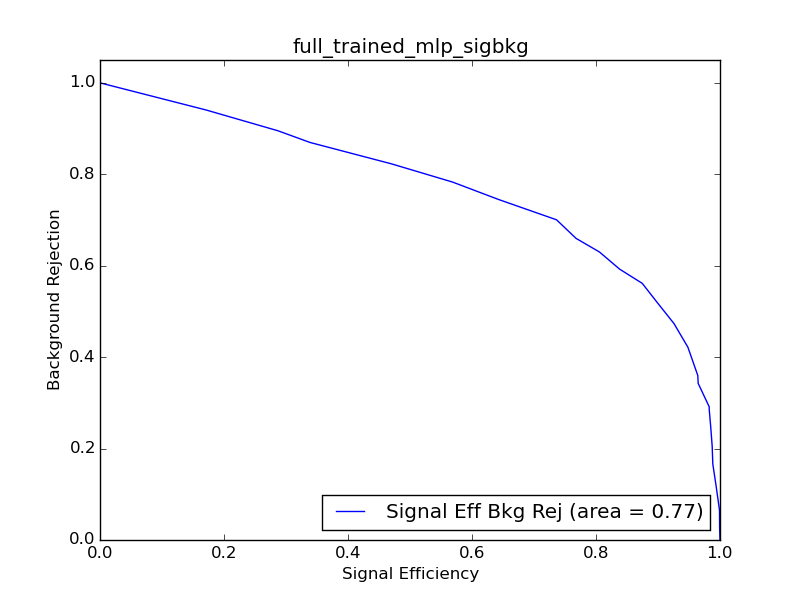 full_trained_mlp_sigbkg
1.0
0.8
0.6
0.4
0.2
0.0
Background Rejection
Signal Eff Bkg Rej (area = 0.77)
0.0 0.2 0.4 0.6 0.8 1.0
Signal Efficiency